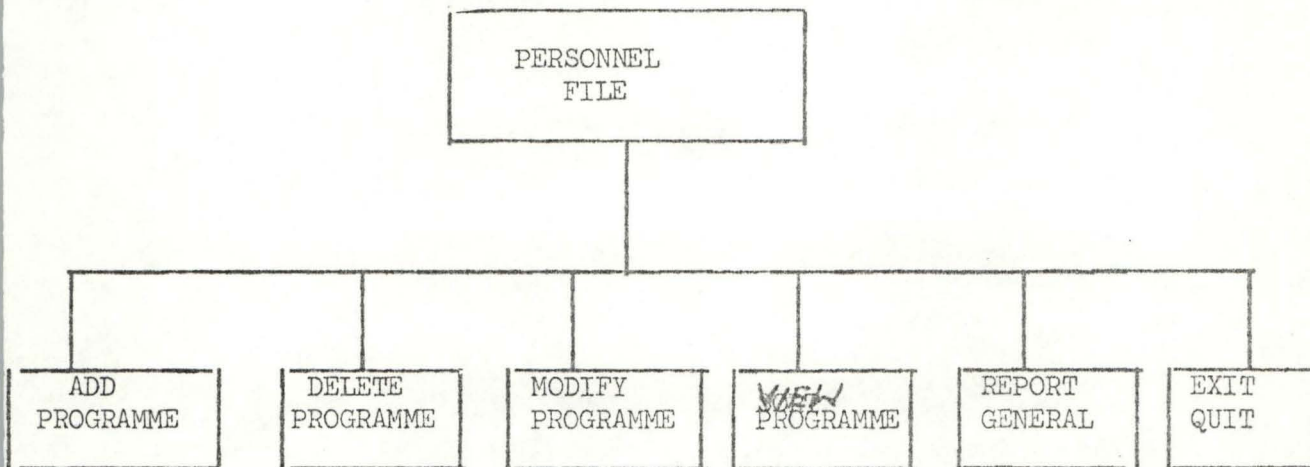 PERSONNEL
FILE
ADD
PROGRAMME
DELETE
PROGRAMME
MODIFY
PROGRAMME
VIEW
PROGRAMME
REPORT
GENERAL
EXIT
QUIT